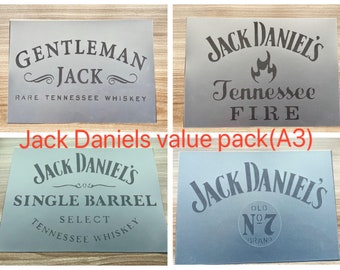 GENTLEMAN
JACK
RARE TENNESSEE WHISKEY
JACK DANIEL'S
Tennessee
FIRE
Jack Daniels value pack(A3)
JACK DANIEL'S
SINGLE BARREL
SELECT
TENNESSEE WHISKEY
JACK DANIEL'S
OLD
Nº7
BRAND